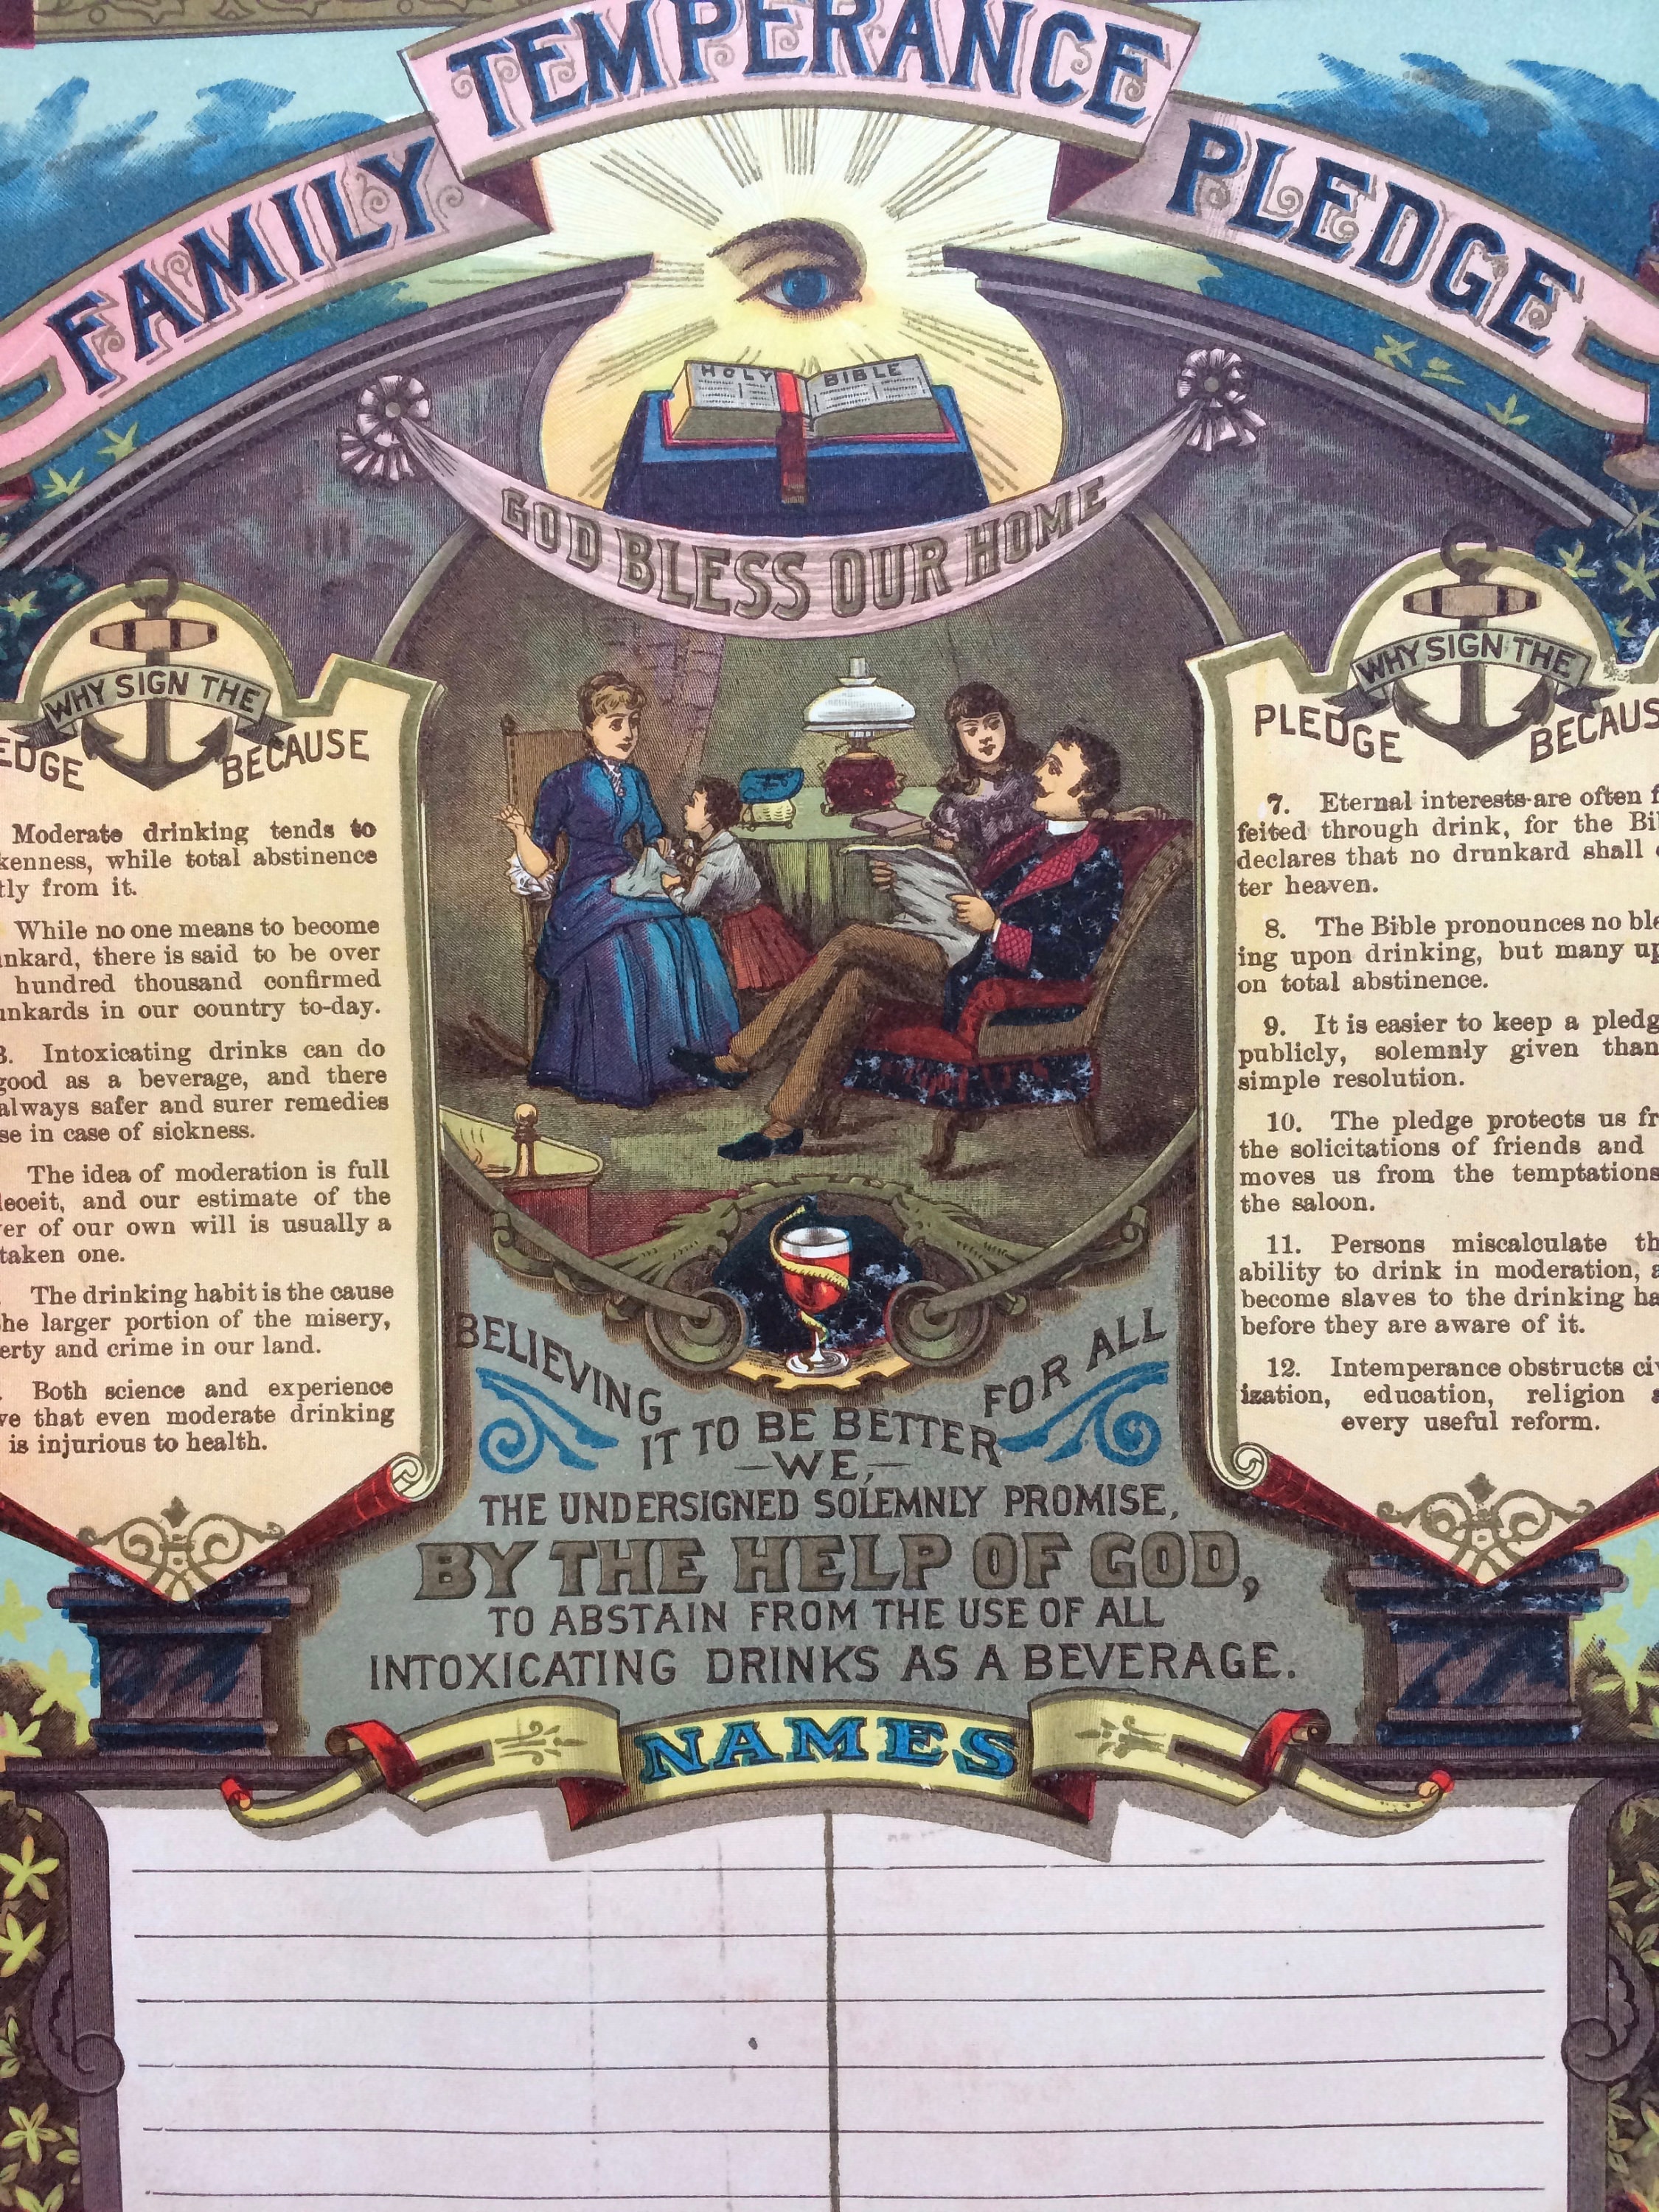 FAMILY TEMPERANCE PLEDGE
HOLY BIBLE
GOD BLESS OUR HOME
WHY SIGN THE
EDGE BECAUSE
Moderate drinking tends to
kenness, while total abstinence
tly from it.
While no one means to become
nkard, there is said to be over
hundred thousand confirmed
unkards in our country to-day.
3. Intoxicating drinks can do
good as a beverage, and there
always safer and surer remedies
se in case of sickness.
The idea of moderation is full
deceit, and our estimate of the
er of our own will is usually a
taken one.
The drinking habit is the cause
he larger portion of the misery,
erty and crime in our land.
Both science and experience
ve that even moderate drinking
is injurious to health.
WHY SIGN THE
PLEDGE BECAUS
7. Eternal interests are often f
feited through drink, for the Bi
declares that no drunkard shall
ter heaven.
8. The Bible pronounces no ble
ing upon drinking, but many up
on total abstinence.
9. It is easier to keep a pledg
publicly, solemnly given than
simple resolution.
10. The pledge protects us fr
the solicitations of friends and
moves us from the temptations
the saloon.
11. Persons miscalculate th
ability to drink in moderation, a
become slaves to the drinking ha
before they are aware of it.
12. Intemperance obstructs civ
ization, education, religion a
every useful reform.
BELIEVING IT TO BE BETTER FOR ALL
—WE,—
THE UNDERSIGNED SOLEMNLY PROMISE,
BY THE HELP OF GOD,
TO ABSTAIN FROM THE USE OF ALL
INTOXICATING DRINKS AS A BEVERAGE.
NAMES